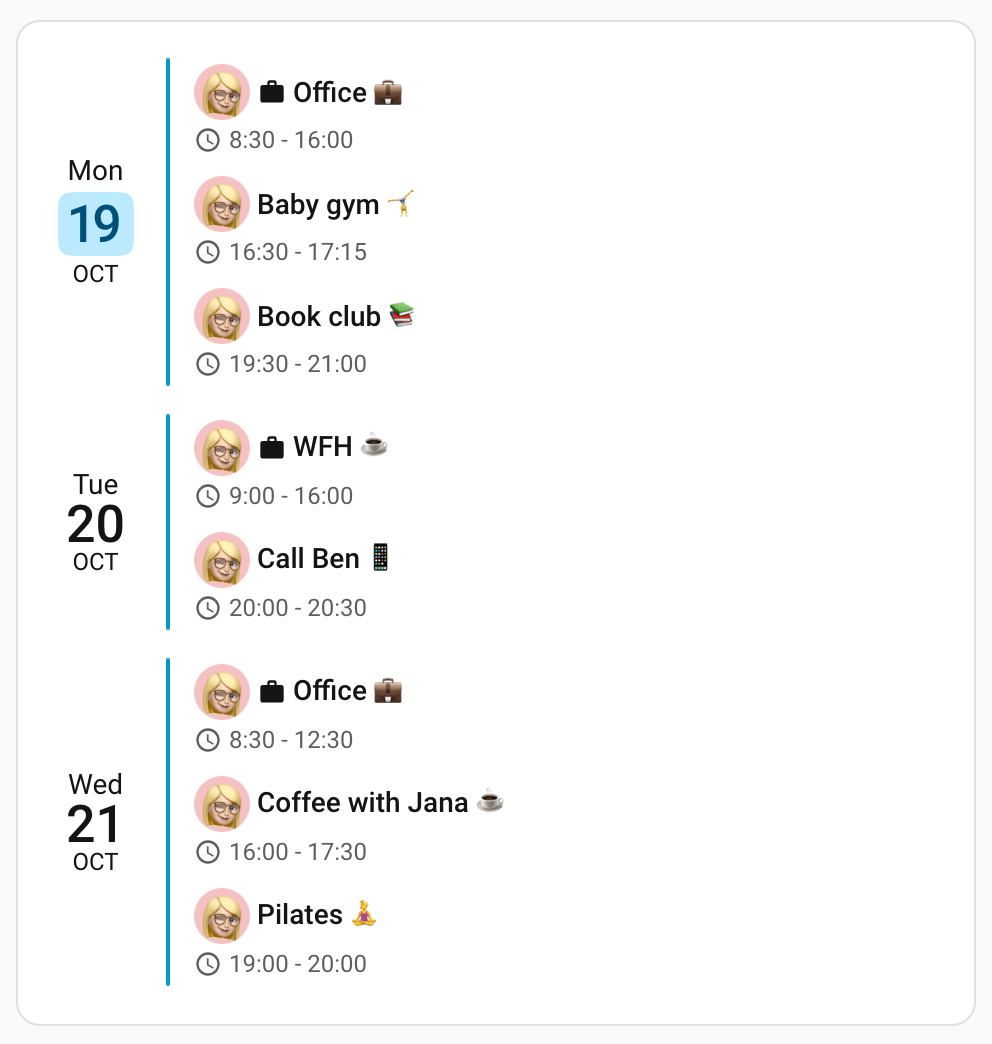 Mon
19
OCT
Office
8:30 - 16:00
Baby gym
16:30 - 17:15
Book club
19:30 - 21:00
Tue
20
OCT
WFH
9:00 - 16:00
Call Ben
20:00 - 20:30
Wed
21
OCT
Office
8:30 - 12:30
Coffee with Jana
16:00 - 17:30
Pilates
19:00 - 20:00